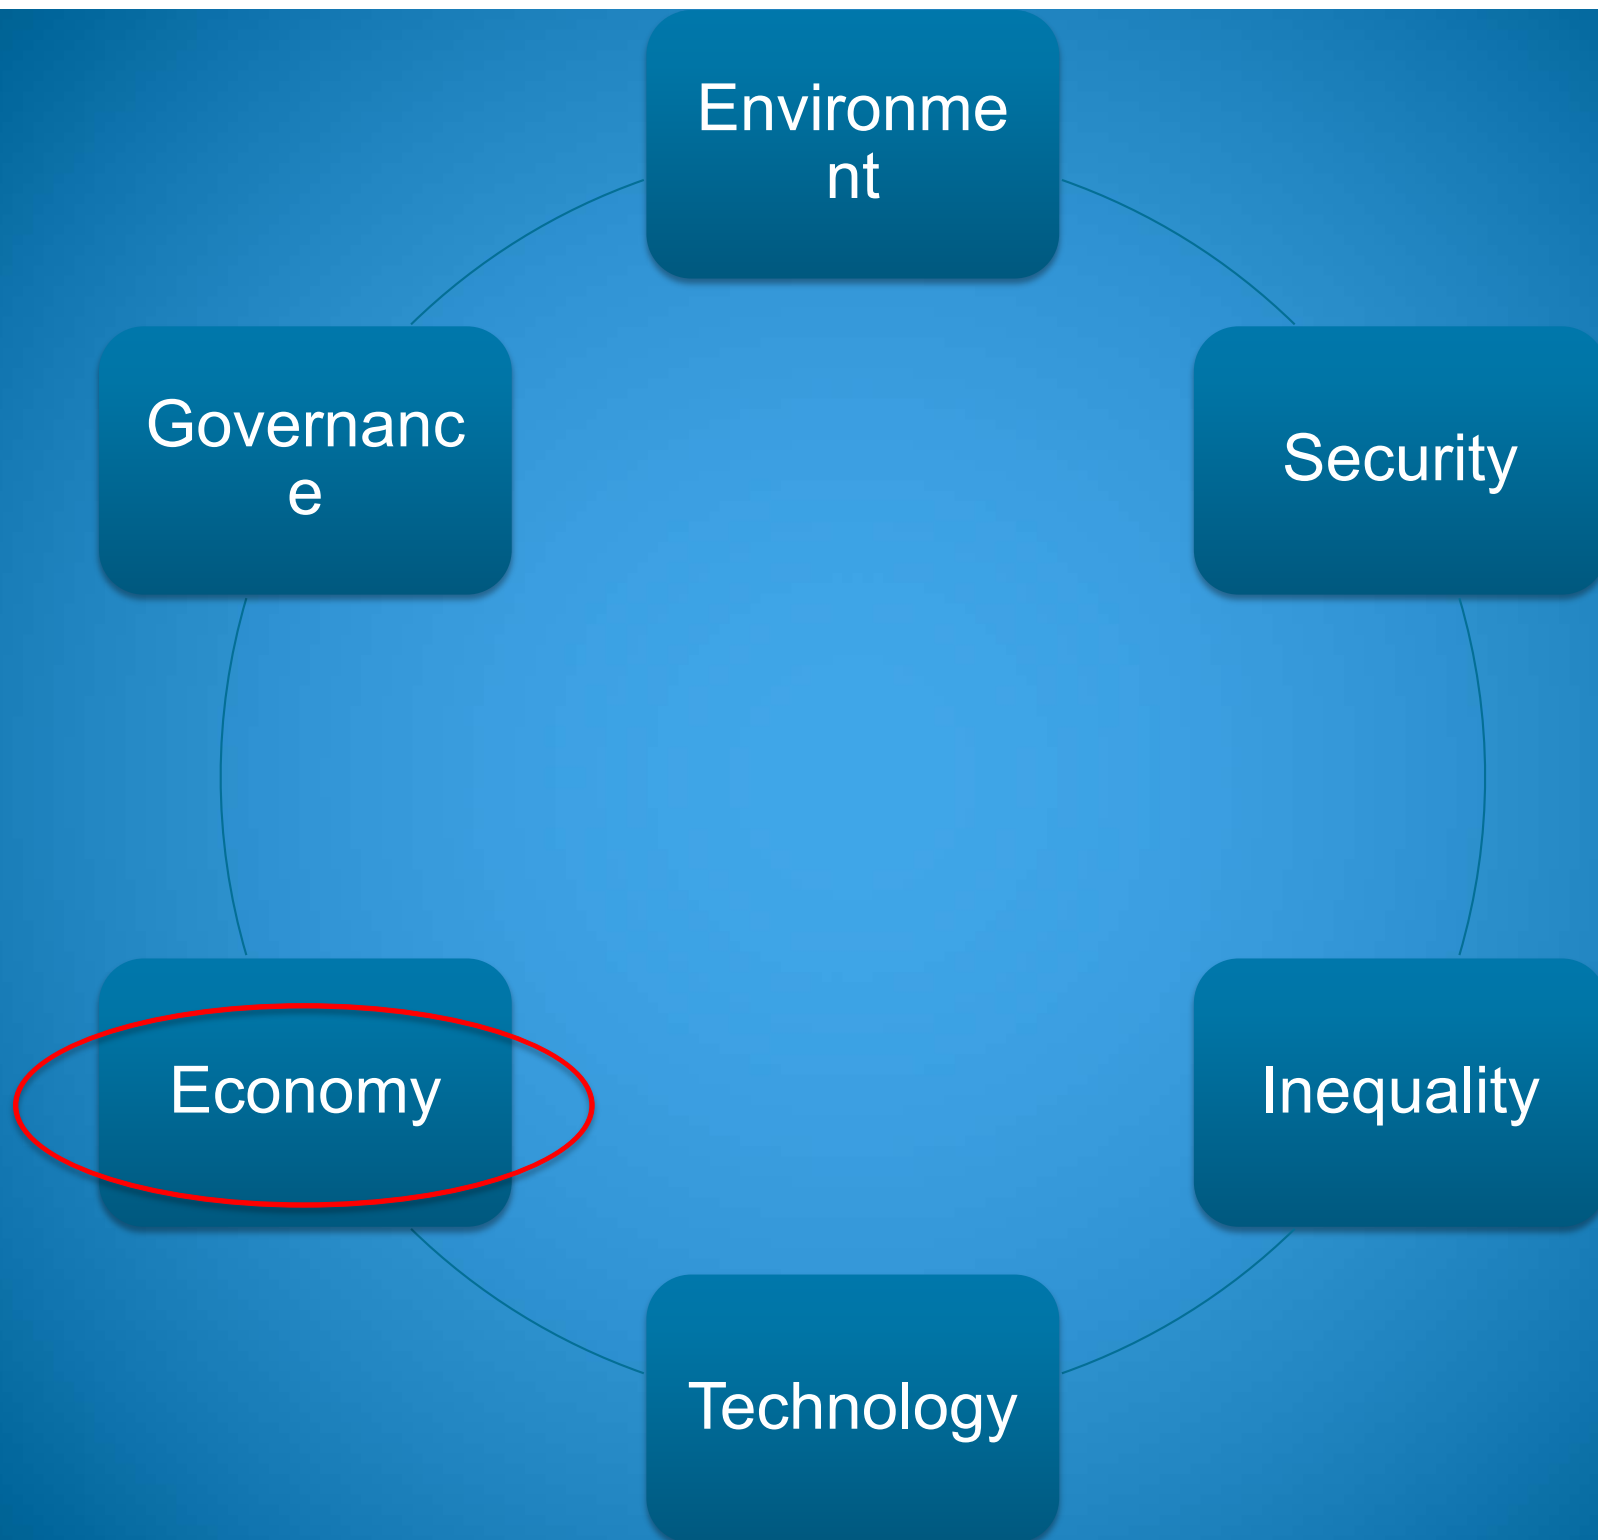 Environme
nt
Governanc
e
Security
Economy
Inequality
Technology